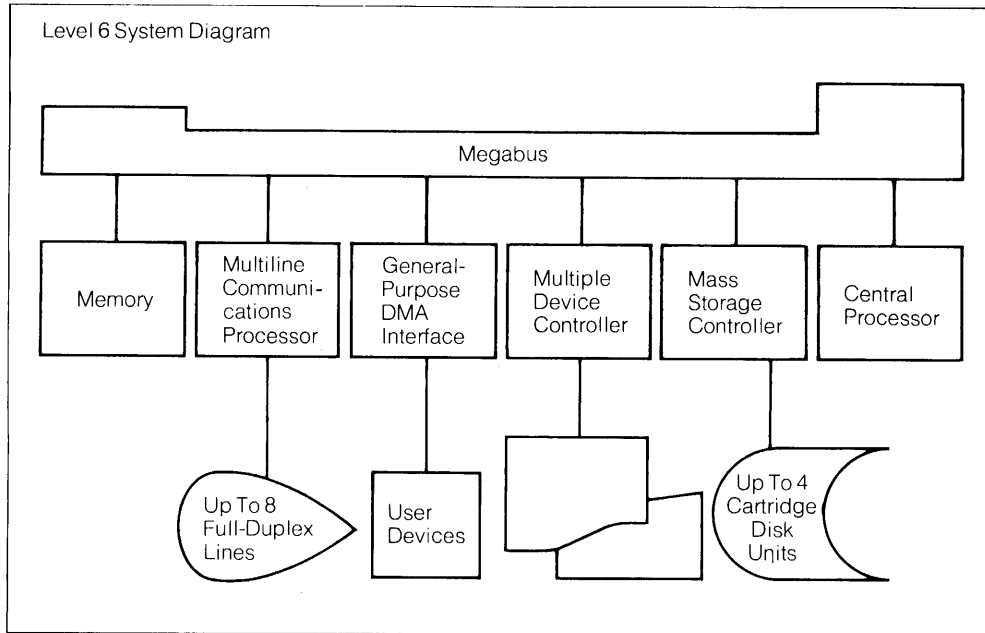 Level 6 System Diagram
Megabus
Memory
Multiline
Communi-
cations
Processor
General-
Purpose
DMA
Interface
Multiple
Device
Controller
Mass
Storage
Controller
Central
Processor
Up To 8
Full-Duplex
Lines
User
Devices
Up To 4
Cartridge
Disk
Units